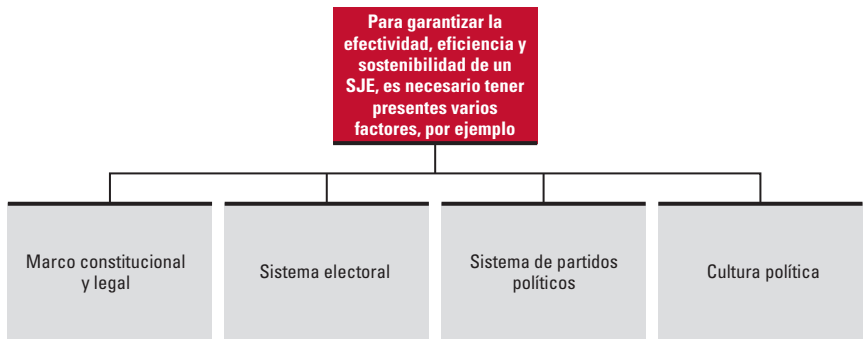 Para garantizar la
efectividad, eficiencia y
sostenibilidad de un
SJE, es necesario tener
presentes varios
factores, por ejemplo
Marco constitucional
y legal
Sistema electoral
Sistema de partidos
políticos
Cultura política